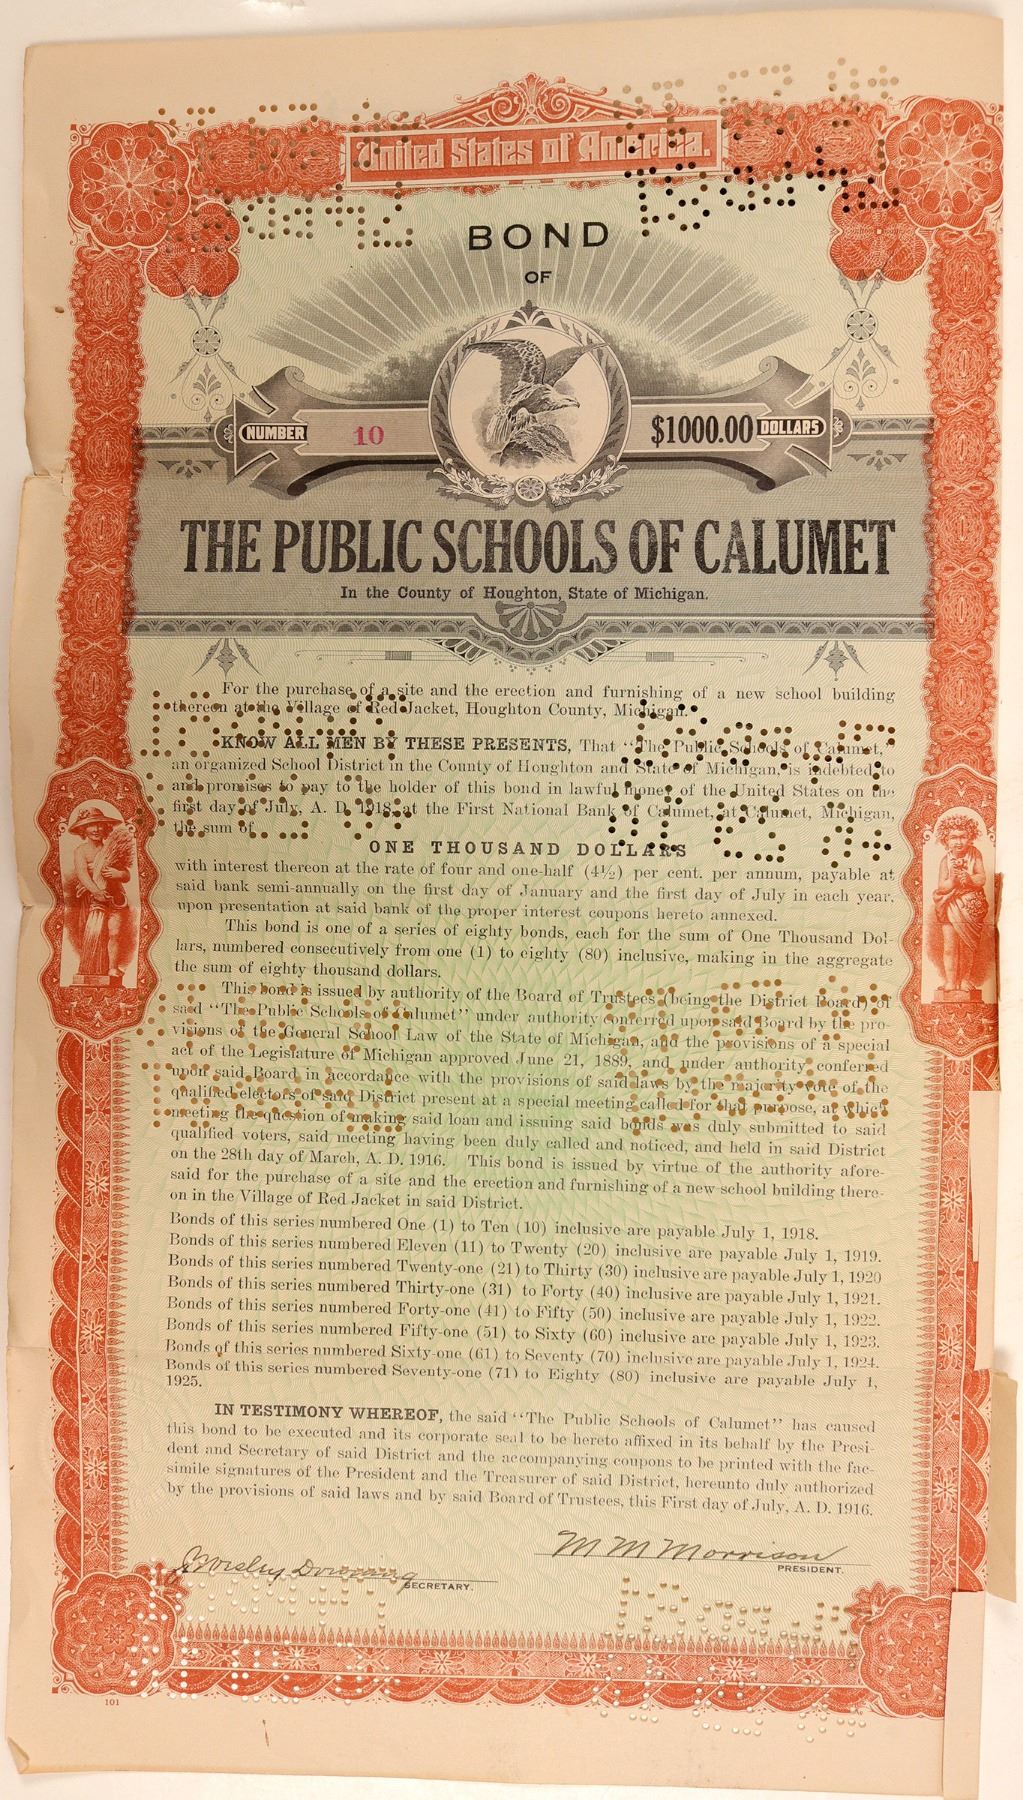 United States of America.
BOND
OF
NUMBER 10 $1000.00 DOLLARS
THE PUBLIC SCHOOLS OF CALUMET
In the County of Houghton, State of Michigan.
For the purchase of a site and the erection and furnishing of a new school building
thereon at the Village of Red Jacket, Houghton County, Michigan.
KNOW ALL MEN BY THESE PRESENTS, That "The Public Schools of Calumet,"
an organized School District in the County of Houghton and State of Michigan, is indebted to
and promises to pay to the holder of this bond in lawful money of the United States on the
first day of July, A. D. 1918, at the First National Bank of Calumet, at Calumet, Michigan,
the sum of
ONE THOUSAND DOLLARS
with interest thereon at the rate of four and one-half (4½) per cent. per annum, payable at
said bank semi-annually on the first day of January and the first day of July in each year,
upon presentation at said bank of the proper interest coupons hereto annexed.
This bond is one of a series of eighty bonds, each for the sum of One Thousand Dol-
lars, numbered consecutively from one (1) to eighty (80) inclusive, making in the aggregate
the sum of eighty thousand dollars.
This bond is issued by authority of the Board of Trustees (being the District Board) of
said "The Public Schools of Calumet" under authority conferred upon said Board by the pro-
visions of the General School Law of the State of Michigan, and the provisions of a special
act of the Legislature of Michigan approved June 21, 1889, and under authority conferred
upon said Board in accordance with the provisions of said laws by the majority vote of the
qualified electors of said District present at a special meeting called for that purpose, at which
meeting the question of making said loan and issuing said bonds was duly submitted to said
qualified voters, said meeting having been duly called and noticed, and held in said District
on the 28th day of March, A. D. 1916. This bond is issued by virtue of the authority afore-
said for the purchase of a site and the erection and furnishing of a new school building there-
on in the Village of Red Jacket in said District.
Bonds of this series numbered One (1) to Ten (10) inclusive are payable July 1, 1918.
Bonds of this series numbered Eleven (11) to Twenty (20) inclusive are payable July 1, 1919.
Bonds of this series numbered Twenty-one (21) to Thirty (30) inclusive are payable July 1, 1920
Bonds of this series numbered Thirty-one (31) to Forty (40) inclusive are payable July 1, 1921.
Bonds of this series numbered Forty-one (41) to Fifty (50) inclusive are payable July 1, 1922.
Bonds of this series numbered Fifty-one (51) to Sixty (60) inclusive are payable July 1, 1923.
Bonds of this series numbered Sixty-one (61) to Seventy (70) inclusive are payable July 1, 1924.
Bonds of this series numbered Seventy-one (71) to Eighty (80) inclusive are payable July 1,
1925.
IN TESTIMONY WHEREOF, the said "The Public Schools of Calumet" has caused
this bond to be executed and its corporate seal to be hereto affixed in its behalf by the Presi-
dent and Secretary of said District and the accompanying coupons to be printed with the fac-
simile signatures of the President and the Treasurer of said District, hereunto duly authorized
by the provisions of said laws and by said Board of Trustees, this First day of July, A. D. 1916.
M M Morrison
PRESIDENT.
SECRETARY.
101